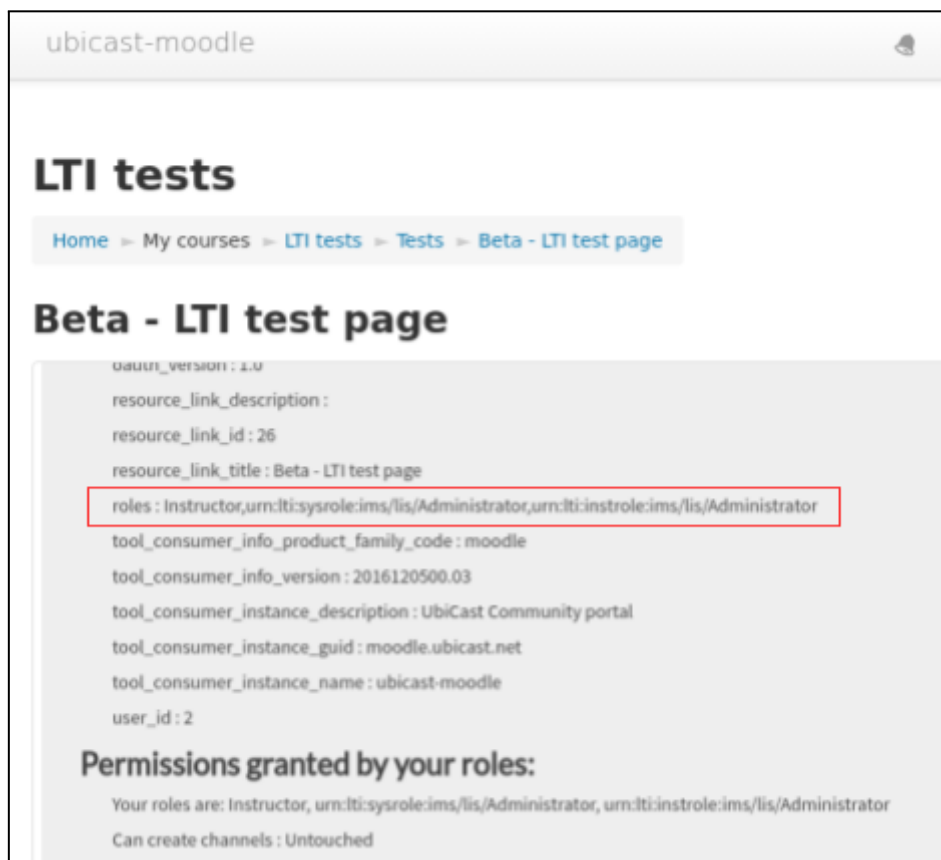 ubicast-moodle
LTI tests
Home ► My courses ► LTI tests ► Tests ► Beta - LTI test page
Beta - LTI test page
oauth_version : 1.0
resource_link_description :
resource_link_id : 26
resource_link_title : Beta - LTI test page
roles : Instructor,urn:lti:sysrole:ims/lis/Administrator,urn:lti:instrole:ims/lis/Administrator
tool_consumer_info_product_family_code : moodle
tool_consumer_info_version : 2016120500.03
tool_consumer_instance_description : UbiCast Community portal
tool_consumer_instance_guid : moodle.ubicast.net
tool_consumer_instance_name : ubicast-moodle
user_id : 2
Permissions granted by your roles:
Your roles are: Instructor, urn:lti:sysrole:ims/lis/Administrator, urn:lti:instrole:ims/lis/Administrator
Can create channels : Untouched